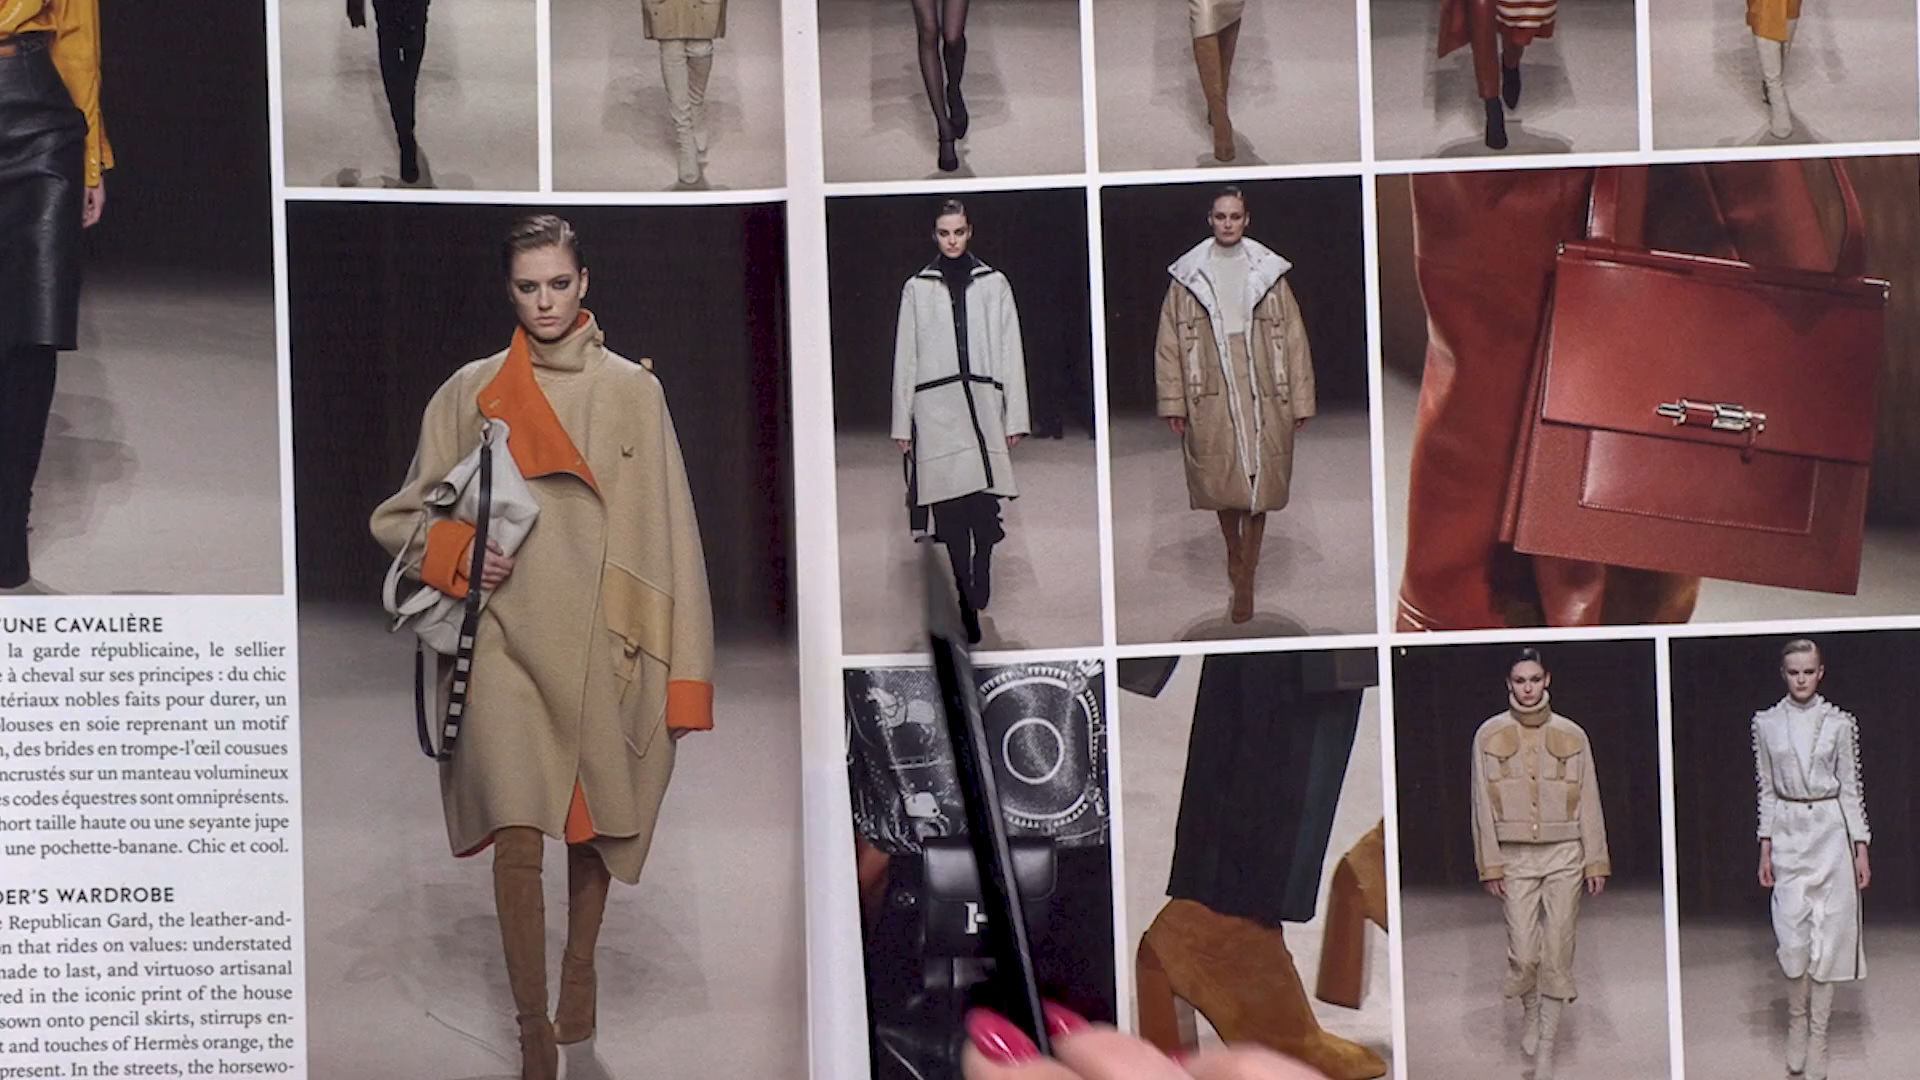 'UNE CAVALIÈRE
la garde républicaine, le sellier
à cheval sur ses principes : du chic
tériaux nobles faits pour durer, un
louses en soie reprenant un motif
, des brides en trompe-l'œil cousues
ncrustés sur un manteau volumineux
s codes équestres sont omniprésents.
hort taille haute ou une seyante jupe
une pochette-banane. Chic et cool.
DER'S WARDROBE
Republican Gard, the leather-and-
on that rides on values: understated
made to last, and virtuoso artisanal
red in the iconic print of the house
sown onto pencil skirts, stirrups en-
t and touches of Hermès orange, the
present. In the streets, the horsewo-